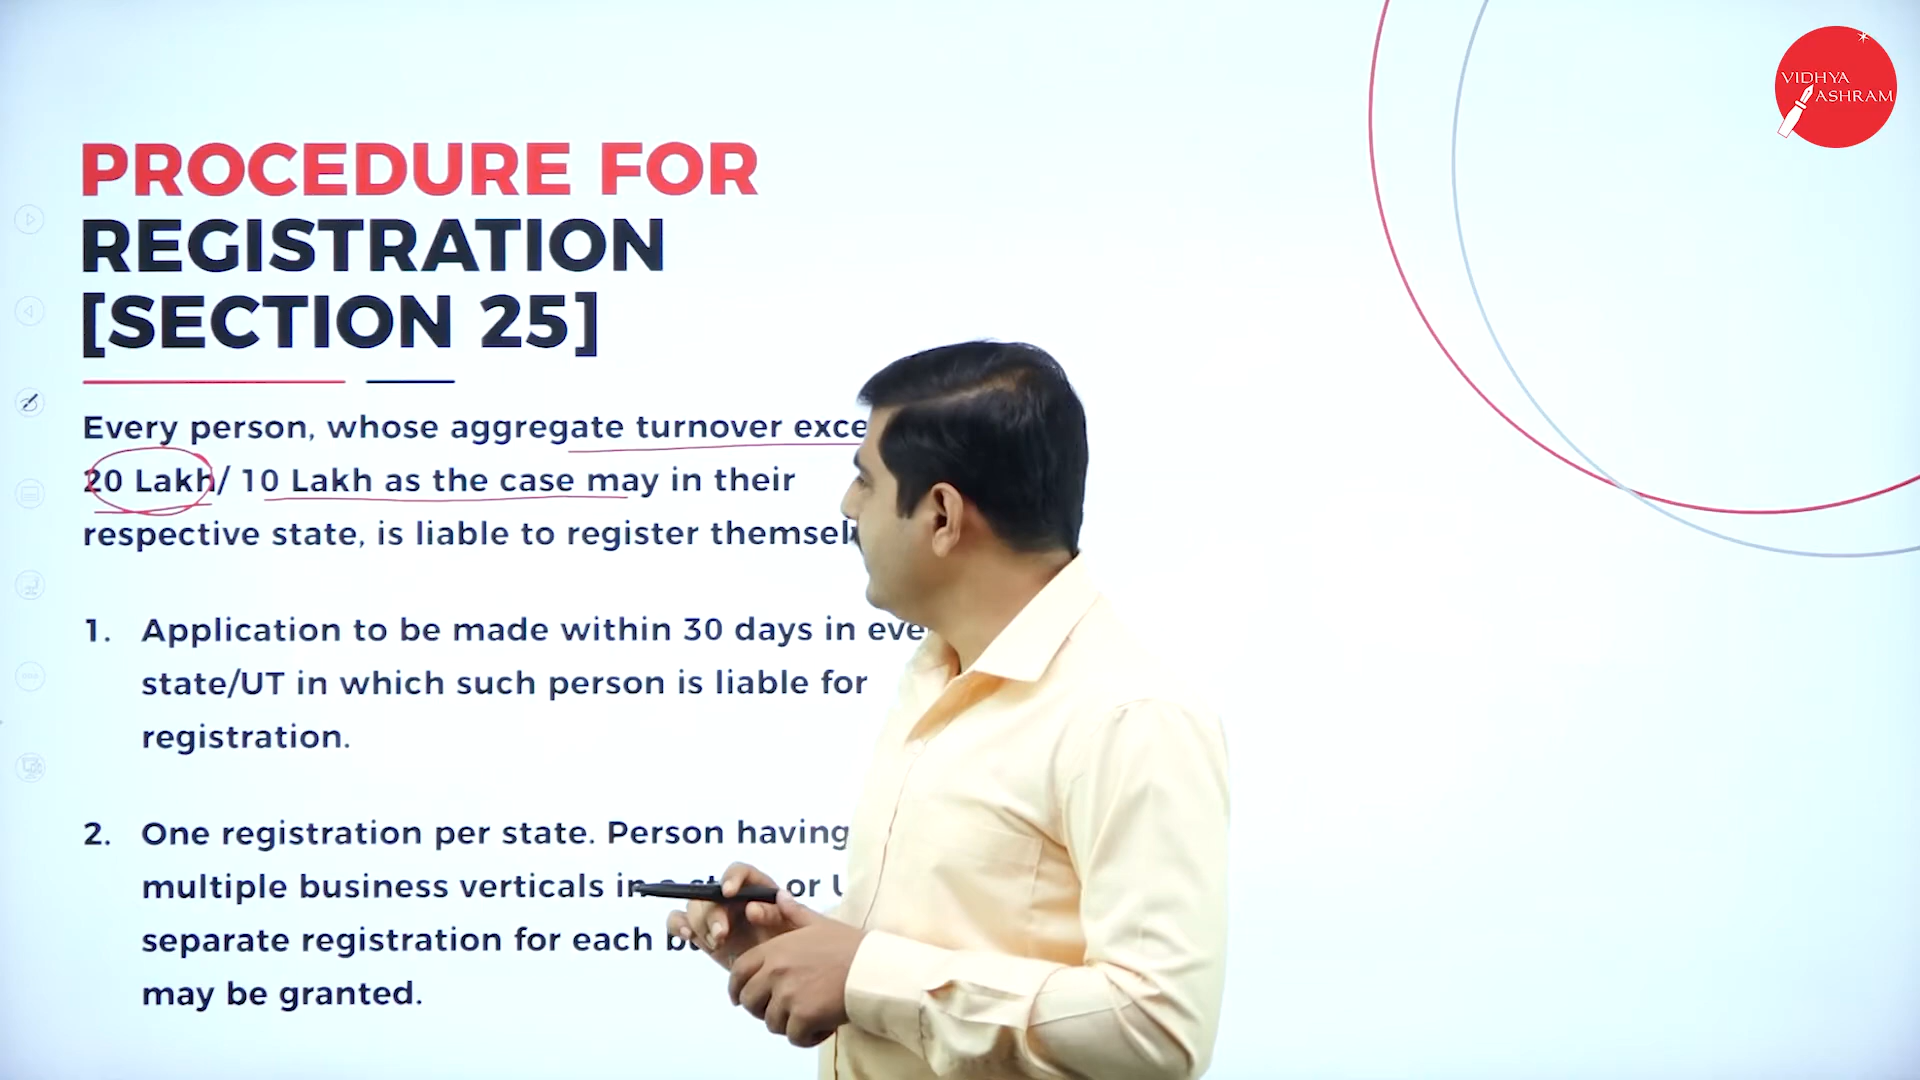 VIDHYA
ASHRAM
PROCEDURE FOR
REGISTRATION
[SECTION 25]
Every person, whose aggregate turnover
20 Lakh/ 10 Lakh as the case may in their
respective state, is liable to register
1. Application to be made within 30 days in
state/UT in which such person is liable for
registration.
2. One registration per state. Person having
multiple business verticals in or
separate registration for each
may be granted.